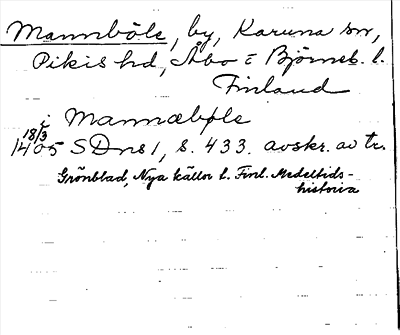 Mannböle, by, Karuna sn,
Pikis hd, Åbo o Björneb. l.
Finland
i Mannæbøle
18/3
1405 SDns 1, s. 433. avskr. av tr.
Grönblad, Nya källor t. Finl. Medeltids-
historia